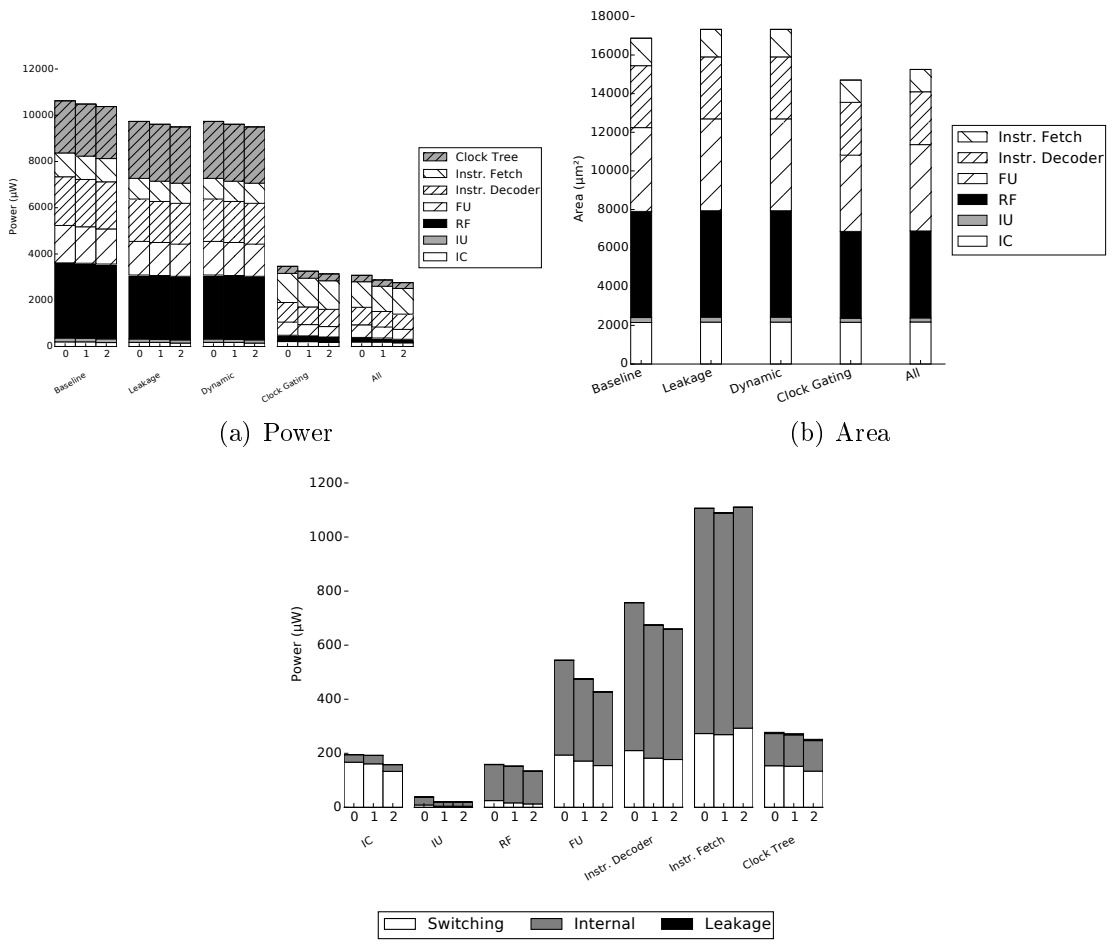 12000
10000
8000
6000
4000
2000
0
Power (µW)
0 1 2 0 1 2 0 1 2 0 1 2 0 1 2
Baseline Leakage Dynamic Clock Gating All
Clock Tree
Instr. Fetch
Instr. Decoder
FU
RF
IU
IC
(a) Power
18000
16000
14000
12000
10000
8000
6000
4000
2000
0
Area (µm²)
Baseline Leakage Dynamic Clock Gating All
Instr. Fetch
Instr. Decoder
FU
RF
IU
IC
(b) Area
1200
1000
800
600
400
200
0
Power (µW)
0 1 2 0 1 2 0 1 2 0 1 2 0 1 2 0 1 2 0 1 2
IC IU RF FU Instr. Decoder Instr. Fetch Clock Tree
Switching Internal Leakage